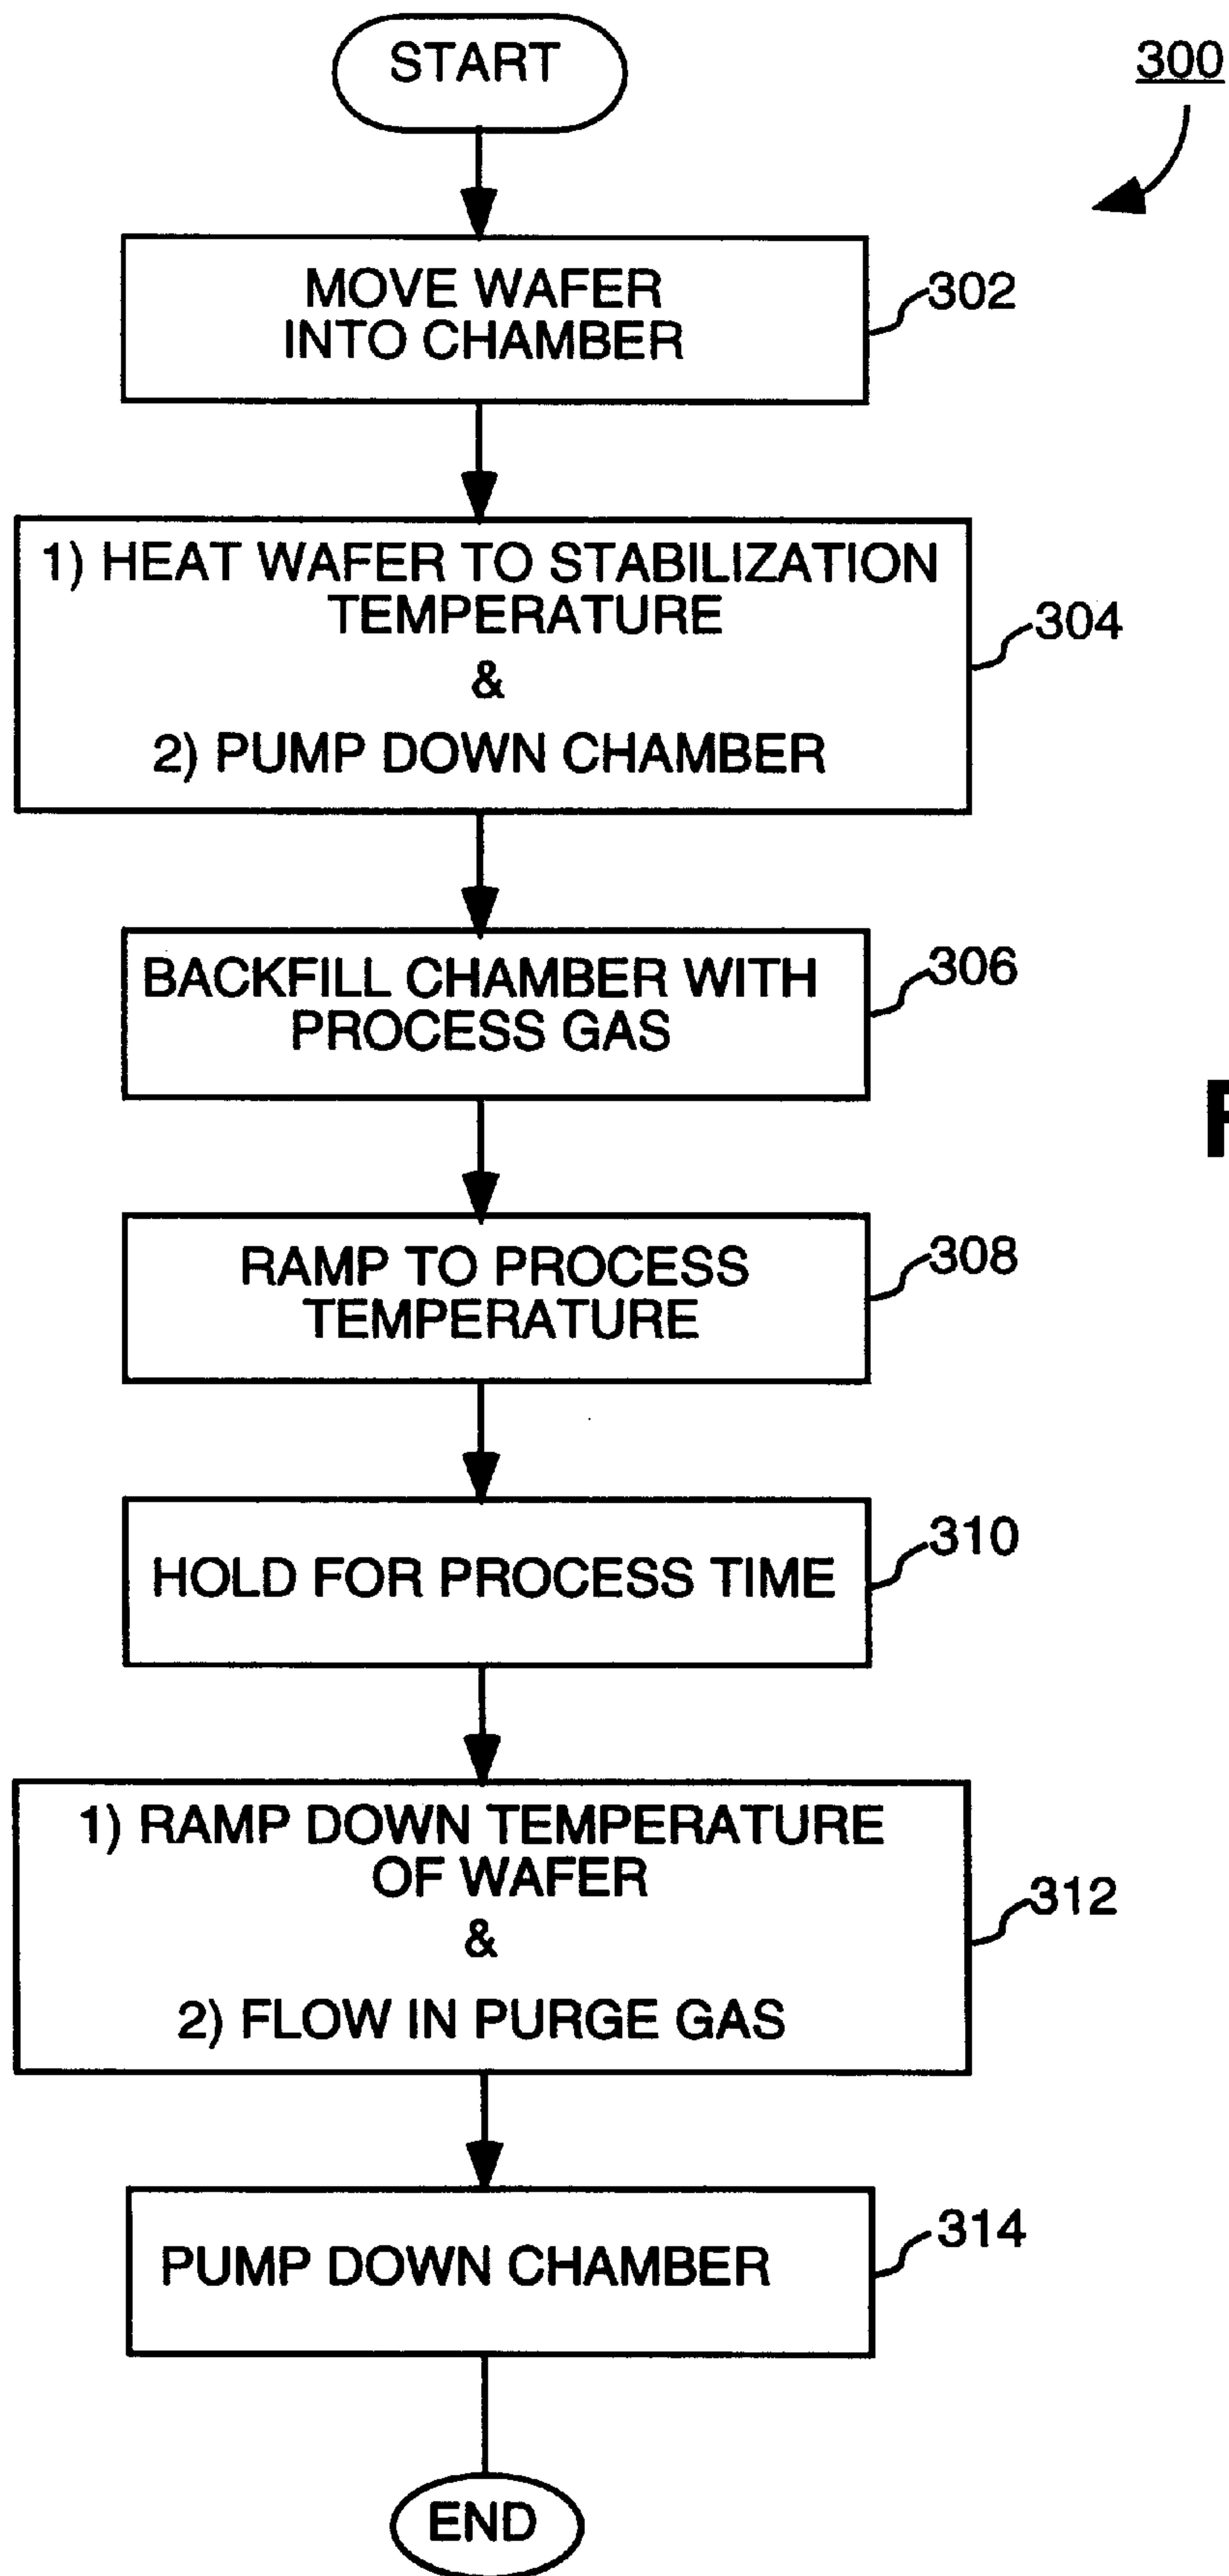 START
300
MOVE WAFER
INTO CHAMBER
302
1) HEAT WAFER TO STABILIZATION
TEMPERATURE
&
2) PUMP DOWN CHAMBER
304
BACKFILL CHAMBER WITH
PROCESS GAS
306
RAMP TO PROCESS
TEMPERATURE
308
HOLD FOR PROCESS TIME
310
1) RAMP DOWN TEMPERATURE
OF WAFER
&
2) FLOW IN PURGE GAS
312
PUMP DOWN CHAMBER
314
END